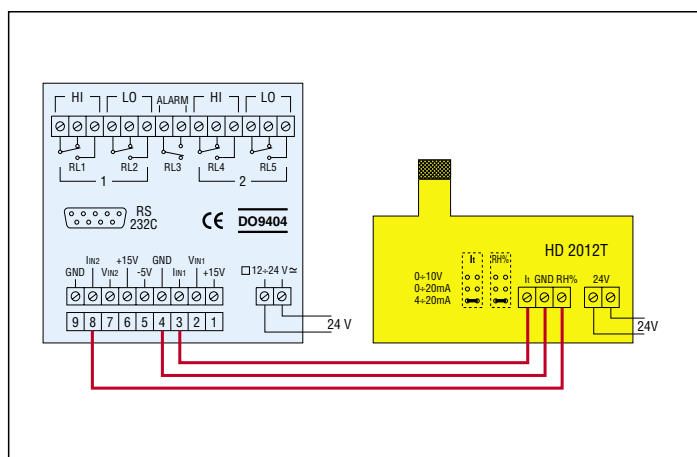 HI LO ALARM HI LO
RL1 RL2 RL3 RL4 RL5
1 2
RS
232C
CE DO9404
IIN2 +15V GND VIN1
GND VIN2 -5V IIN1 +15V
12÷24 V≃
9 8 7 6 5 4 3 2 1
24 V
HD 2012T
It RH%
0÷10V
0÷20mA
4÷20mA
It GND RH% 24V
24V